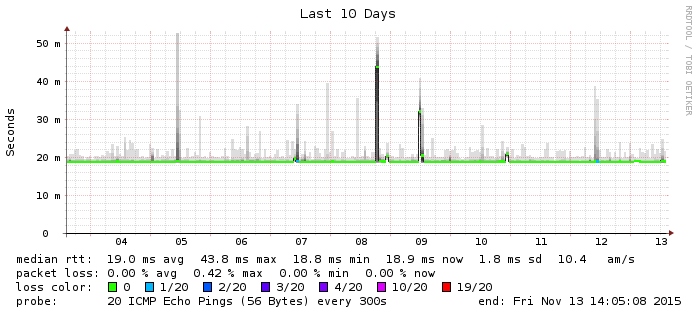 Last 10 Days
RRDTOOL / TOBI OETIKER
Seconds
50 m
40 m
30 m
20 m
10 m
0
04 05 06 07 08 09 10 11 12 13
median rtt: 19.0 ms avg 43.8 ms max 18.8 ms min 18.9 ms now 1.8 ms sd 10.4 am/s
packet loss: 0.00 % avg 0.42 % max 0.00 % min 0.00 % now
loss color: 0 1/20 2/20 3/20 4/20 10/20 19/20
probe: 20 ICMP Echo Pings (56 Bytes) every 300s end: Fri Nov 13 14:05:08 2015